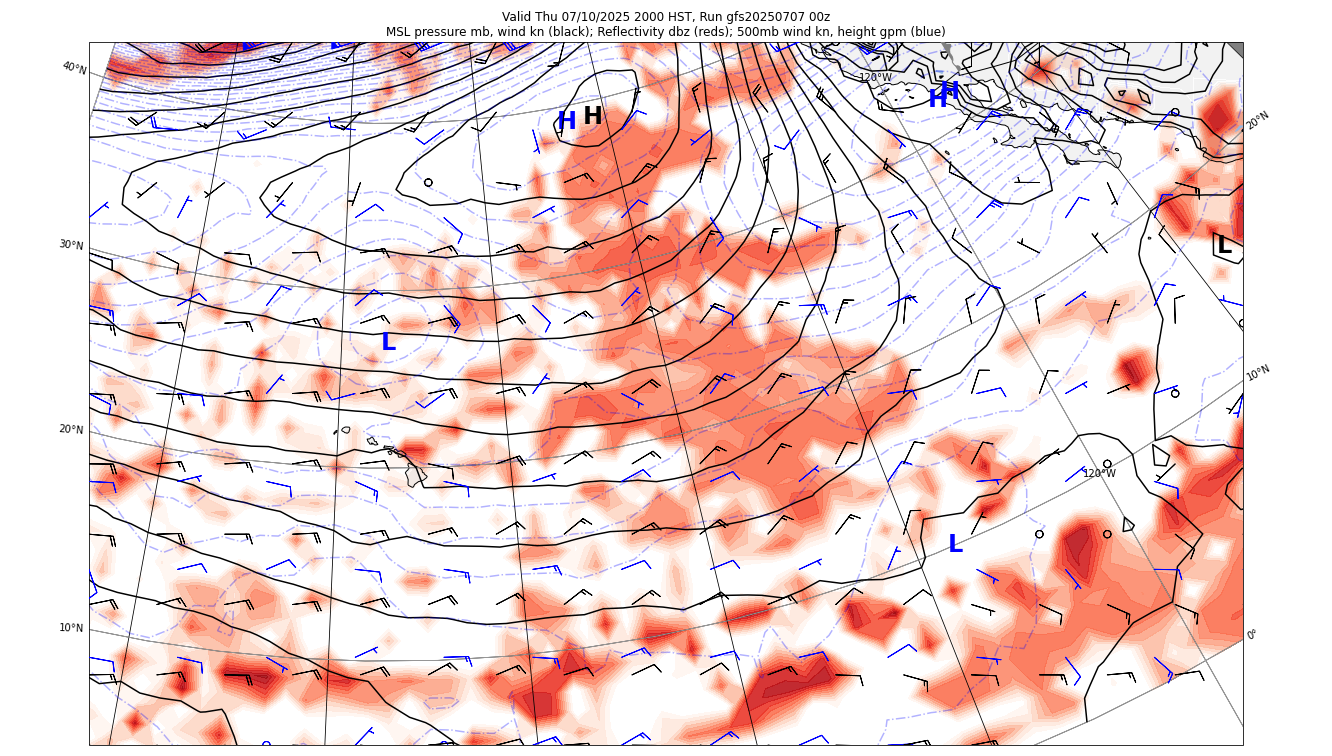 Valid Thu 07/10/2025 2000 HST, Run gfs20250707 00z
MSL pressure mb, wind kn (black); Reflectivity dbz (reds); 500mb wind kn, height gpm (blue)
40°N
120°W
H
H
H
H
20°N
30°N
L
L
10°N
20°N
120°W
L
10°N
0°